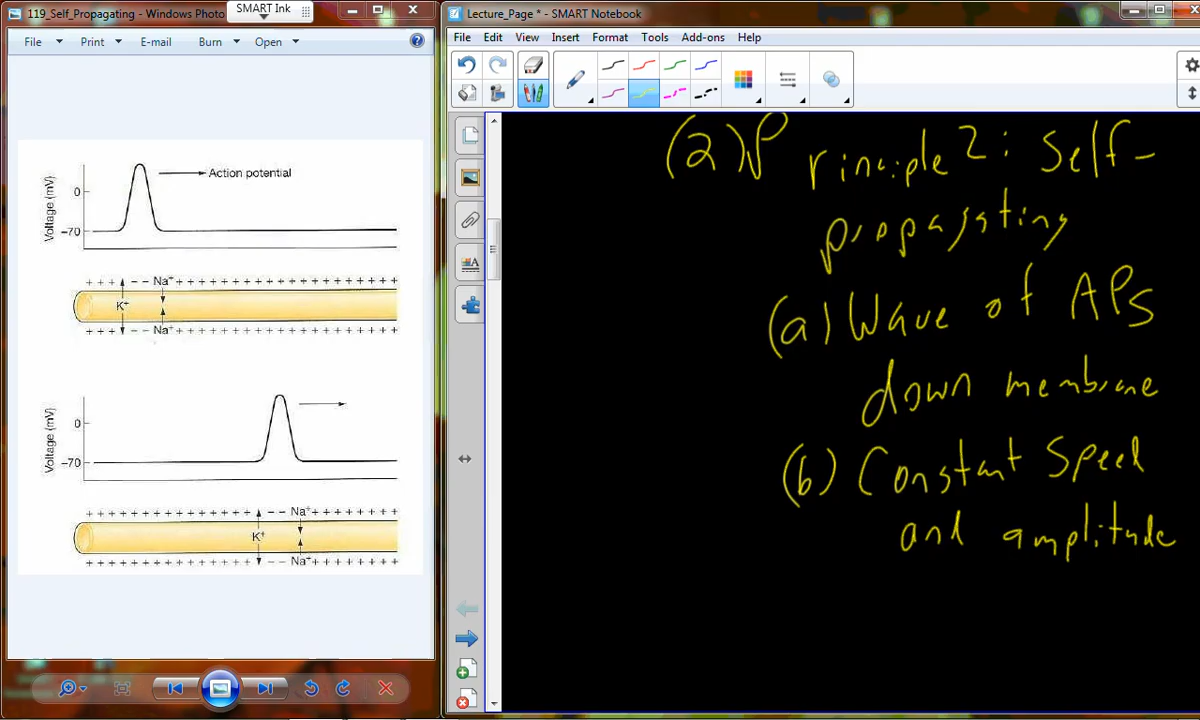 119_Self_Propagating - Windows Photo
SMART Ink
File Print E-mail Burn Open
Voltage (mV)
0
-70
Action potential
+ + + - - Na⁺ + + + + + + + + + + + + + + + + + + + +
K⁺
+ + + - - Na⁺ + + + + + + + + + + + + + + + + + + + +
Voltage (mV)
0
-70
+ + + + + + + + + + + + + + + - - Na⁺ + + + + + + + +
K⁺
+ + + + + + + + + + + + + + + - - Na⁺ + + + + + + + +
Lecture_Page * - SMART Notebook
File Edit View Insert Format Tools Add-ons Help
(2) Principle 2: Self-
propagating
(a) Wave of APs
down membrane
(b) Constant Speed
and amplitude